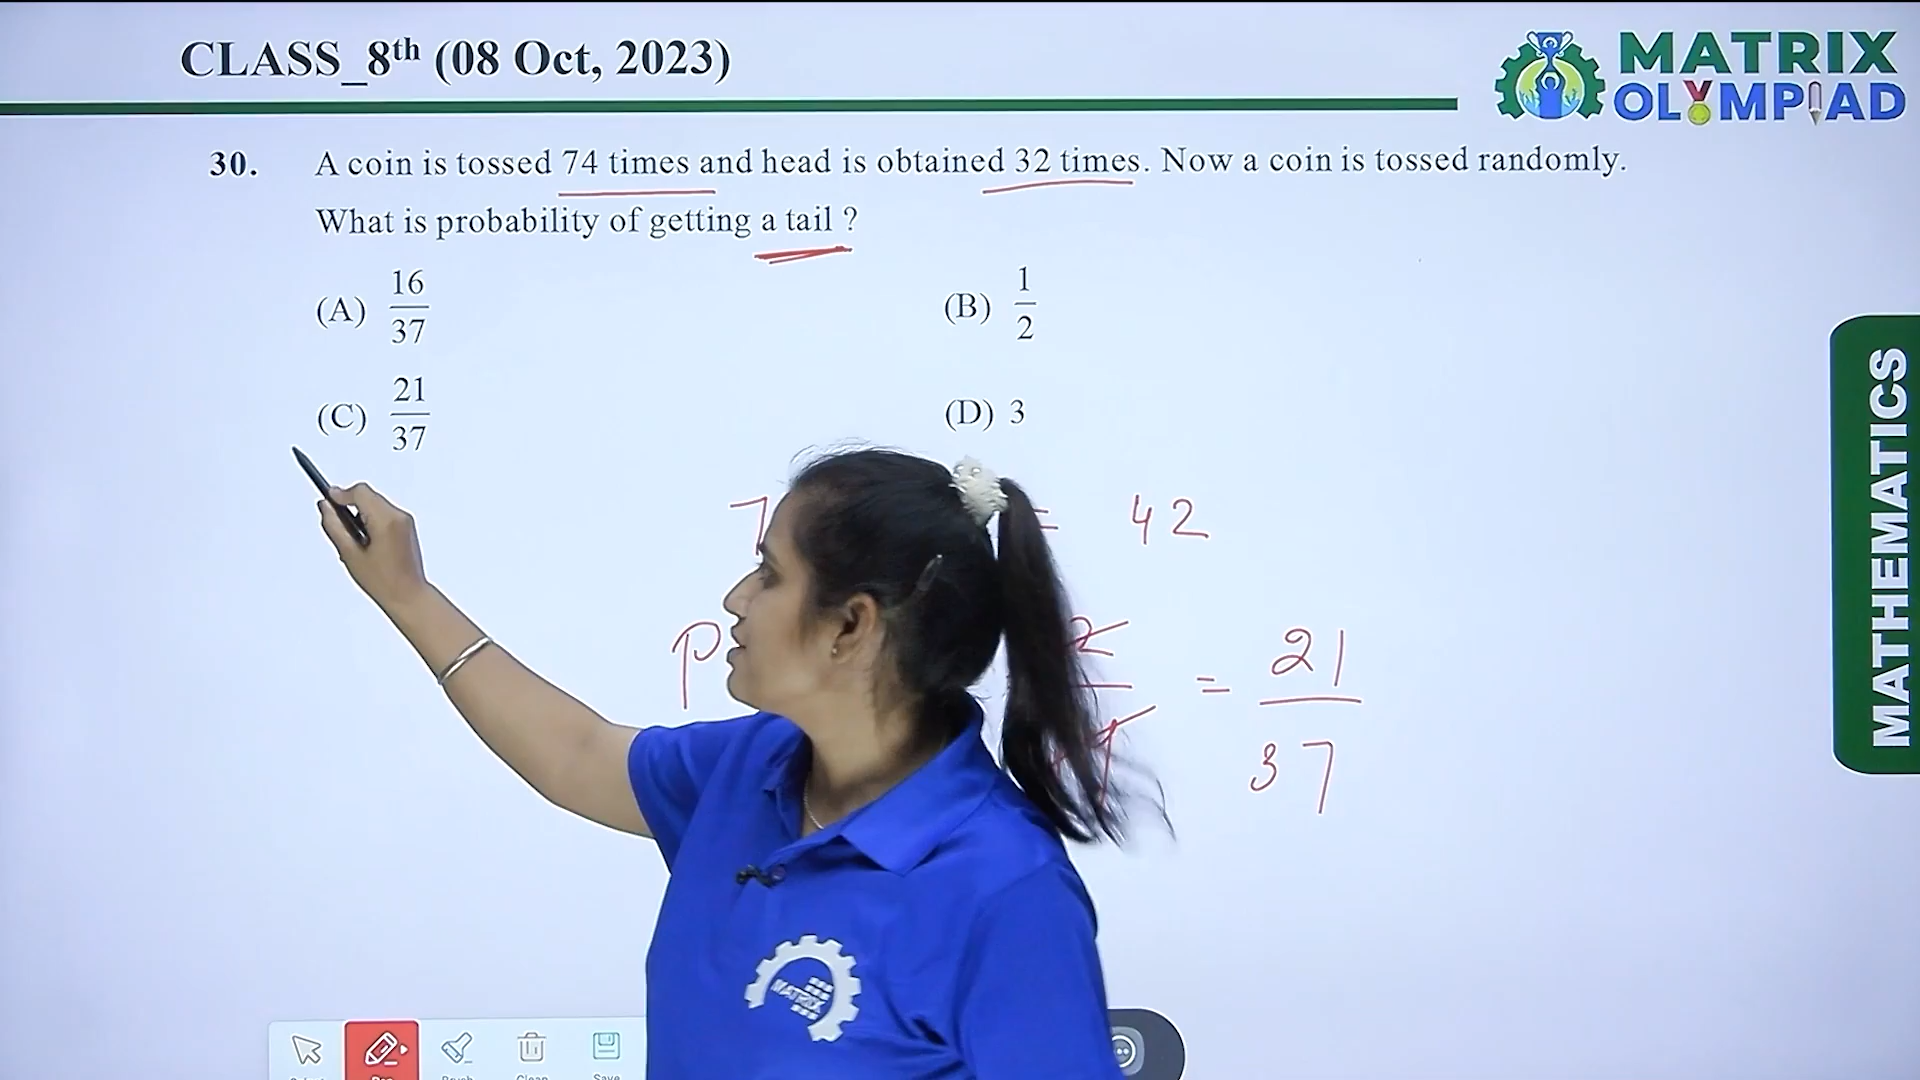 CLASS_8th (08 Oct, 2023)
MATRIX
OLYMPIAD
30. A coin is tossed 74 times and head is obtained 32 times. Now a coin is tossed randomly.
What is probability of getting a tail ?
(A) 16/37
(B) 1/2
(C) 21/37
(D) 3
= 42
P
= 21/37
MATHEMATICS
MATRIX
Clean
Save